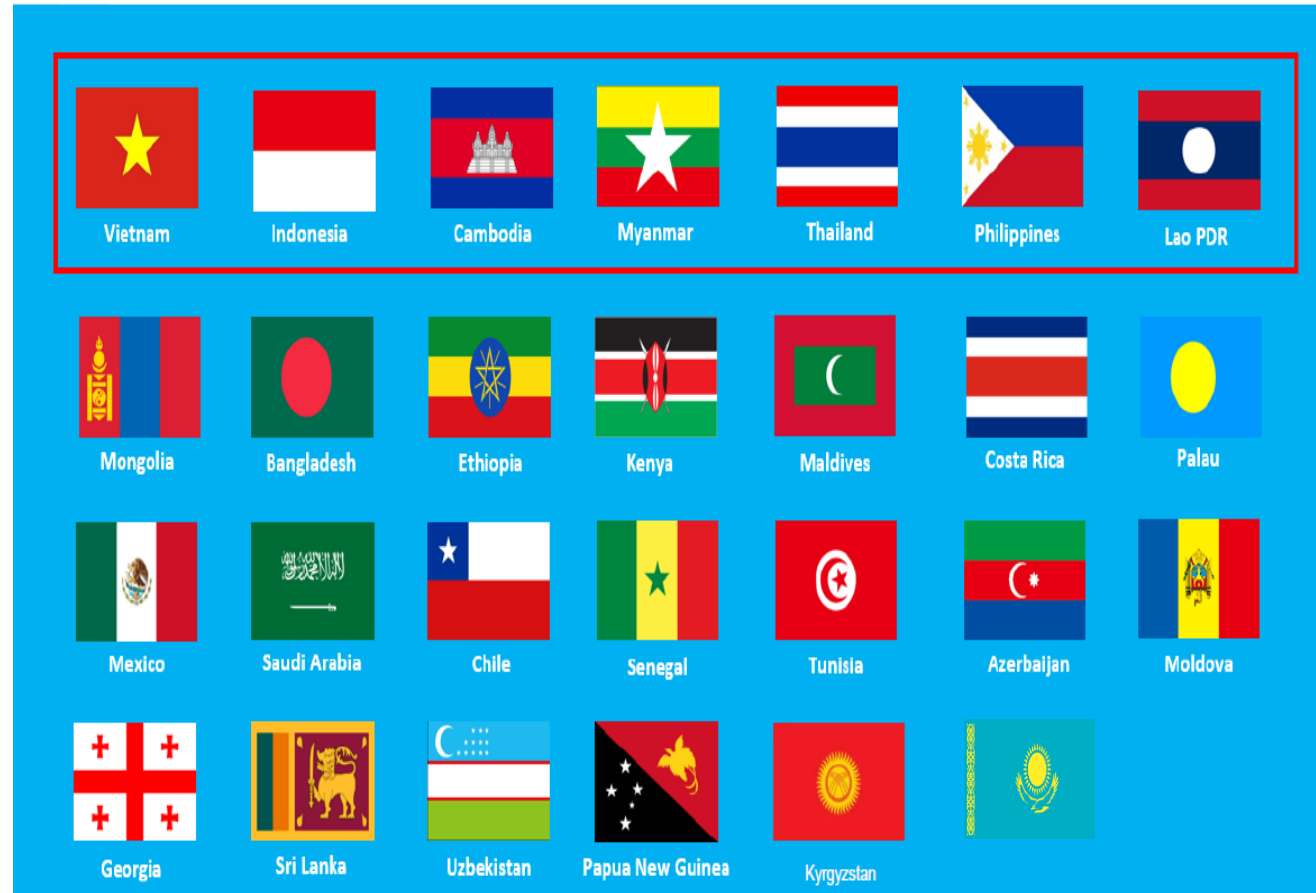 Vietnam
Indonesia
Cambodia
Myanmar
Thailand
Philippines
Lao PDR
Mongolia
Bangladesh
Ethiopia
Kenya
Maldives
Costa Rica
Palau
Mexico
Saudi Arabia
Chile
Senegal
Tunisia
Azerbaijan
Moldova
Georgia
Sri Lanka
Uzbekistan
Papua New Guinea
Kyrgyzstan